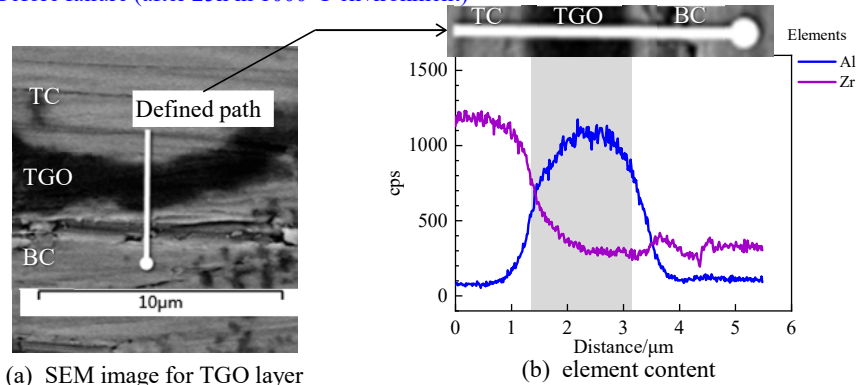 TC TGO BC
Elements
Al
Zr
TC
Defined path
TGO
BC
10μm
1500
1000
500
0
cps
0 1 2 3 4 5 6
Distance/μm
(a) SEM image for TGO layer
(b) element content